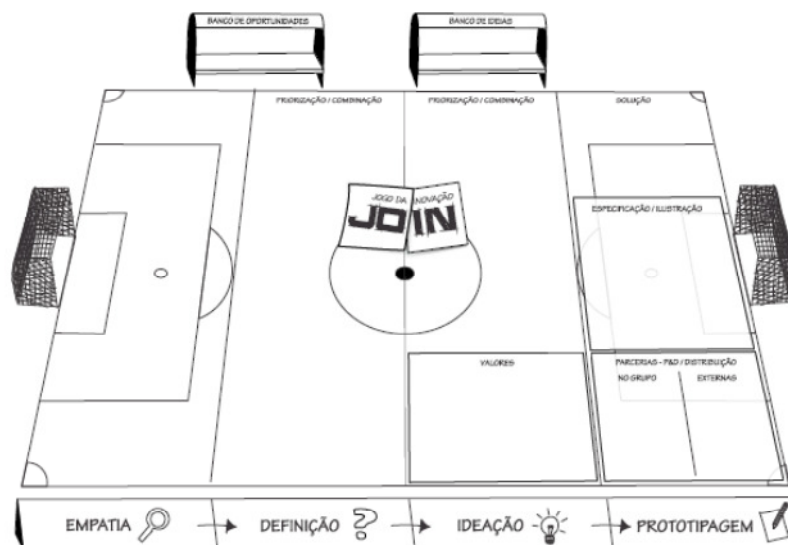 BANCO DE OPORTUNIDADES
BANCO DE IDEIAS
PRIORIZAÇÃO / COMBINAÇÃO
PRIORIZAÇÃO / COMBINAÇÃO
SOLUÇÃO
JOGO DA INOVAÇÃO
JOIN
ESPECIFICAÇÃO / ILUSTRAÇÃO
VALORES
PARCERIAS - P&D / DISTRIBUIÇÃO
NO GRUPO
EXTERNAS
EMPATIA
DEFINIÇÃO ?
IDEAÇÃO
PROTOTIPAGEM